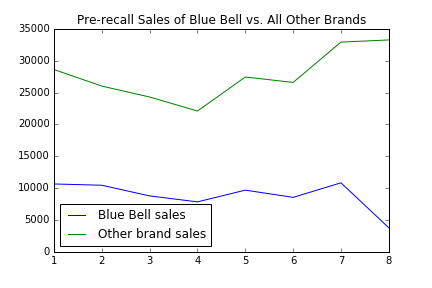 Pre-recall Sales of Blue Bell vs. All Other Brands
35000
30000
25000
20000
15000
10000
5000
0
Blue Bell sales
Other brand sales
1 2 3 4 5 6 7 8